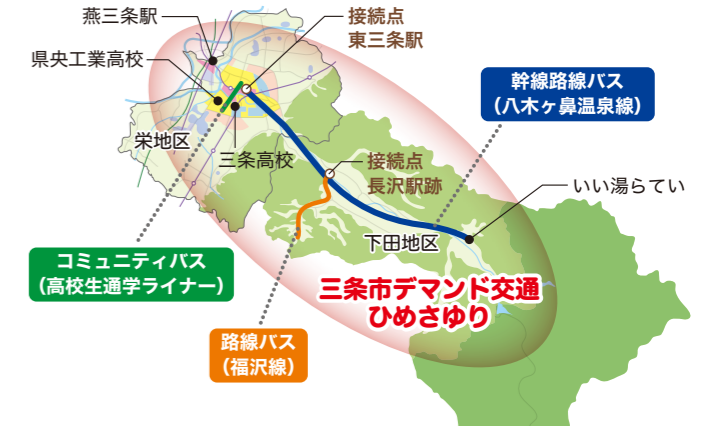 燕三条駅
接続点
東三条駅
県央工業高校
幹線路線バス
（八木ヶ鼻温泉線）
栄地区
三条高校
接続点
長沢駅跡
いい湯らてい
下田地区
コミュニティバス
（高校生通学ライナー）
三条市デマンド交通
ひめさゆり
路線バス
（福沢線）